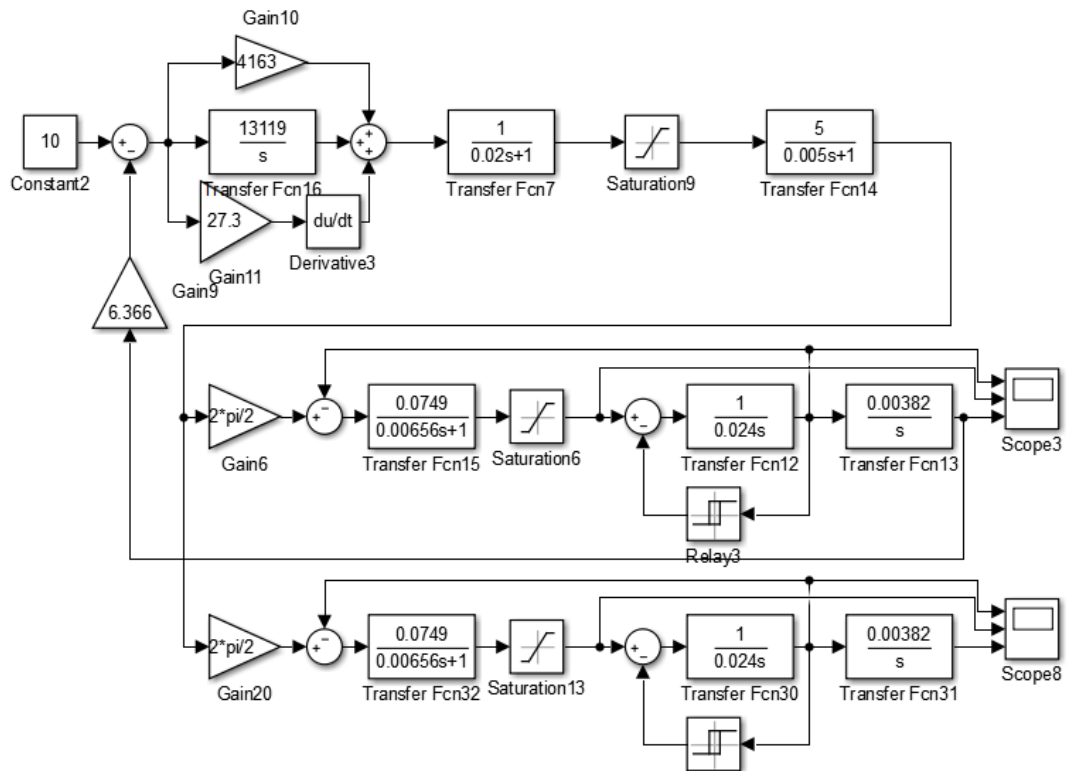 Gain10
4163
10
Constant2
+
-
13119
s
Transfer Fcn16
+
+
+
1
0.02s+1
Transfer Fcn7
Saturation9
5
0.005s+1
Transfer Fcn14
27.3
Gain11
du/dt
Derivative3
Gain9
6.366
2*pi/2
Gain6
+
-
0.0749
0.00656s+1
Transfer Fcn15
Saturation6
+
-
1
0.024s
Transfer Fcn12
0.00382
s
Transfer Fcn13
Scope3
Relay3
2*pi/2
Gain20
+
-
0.0749
0.00656s+1
Transfer Fcn32
Saturation13
+
-
1
0.024s
Transfer Fcn30
0.00382
s
Transfer Fcn31
Scope8